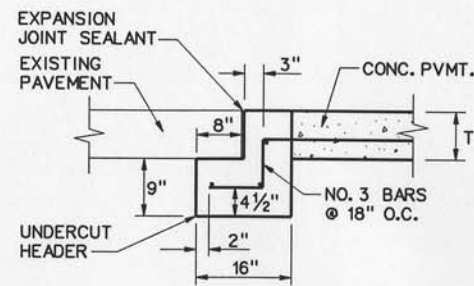 EXPANSION
JOINT SEALANT
EXISTING
PAVEMENT
3"
CONC. PVMT.
8"
T
9"
4 1/2"
NO. 3 BARS
@ 18" O.C.
UNDERCUT
HEADER
2"
16"